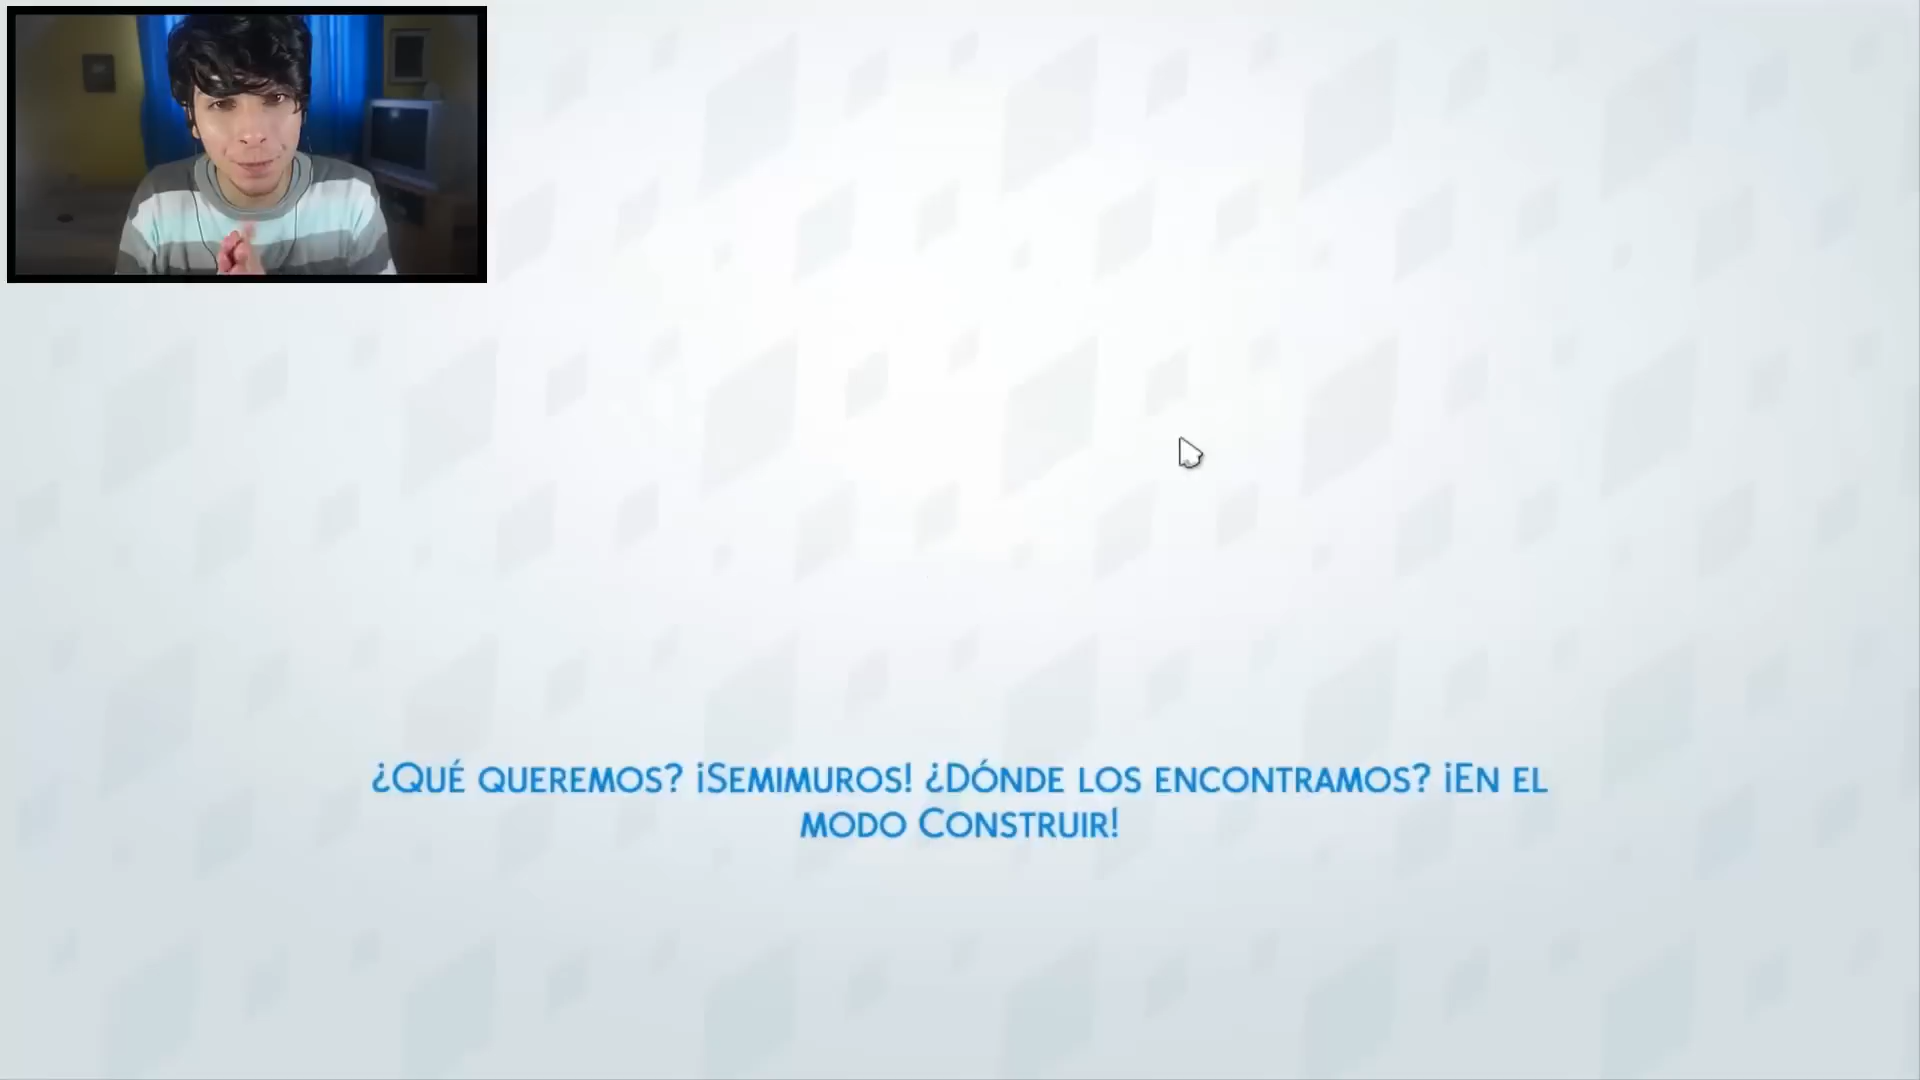 ¿Qué queremos? ¡Semimuros! ¿Dónde los encontramos? ¡En el
modo Construir!